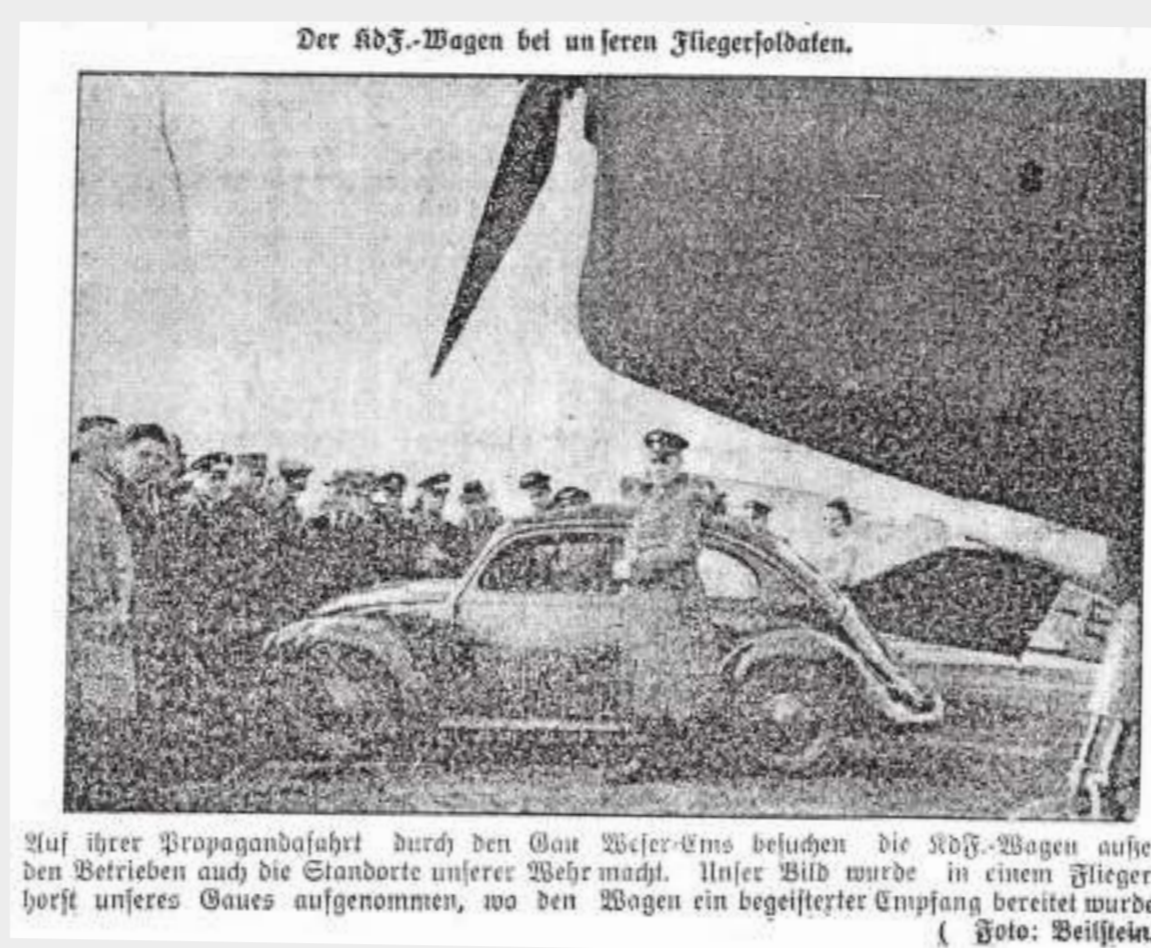 Der KdF.-Wagen bei unseren Fliegersoldaten.
Auf ihrer Propagandafahrt durch den Gau Weser-Ems besuchen die KdF.-Wagen auße
den Betrieben auch die Standorte unserer Wehrmacht. Unser Bild wurde in einem Flieger
horst unseres Gaues aufgenommen, wo den Wagen ein begeisterter Empfang bereitet wurde
( Foto: Beilstein